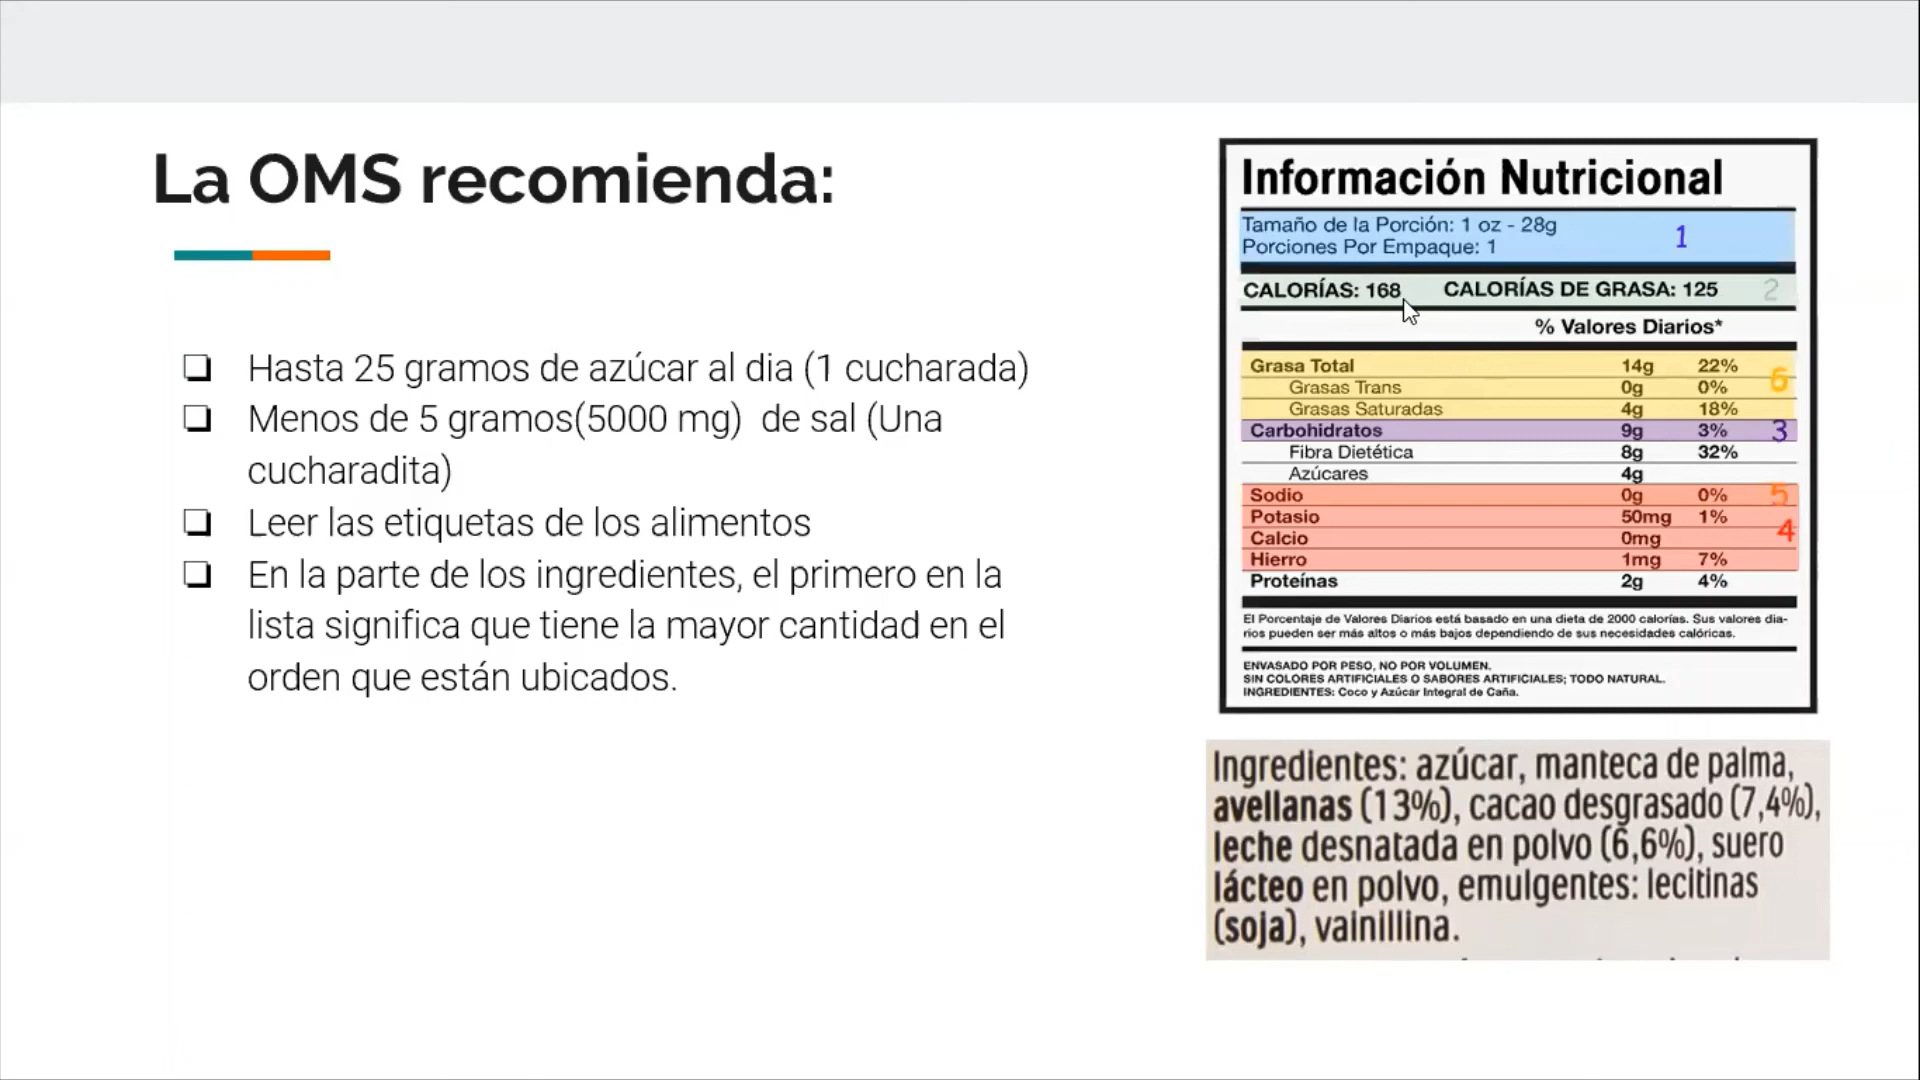 La OMS recomienda:
❏ Hasta 25 gramos de azúcar al dia (1 cucharada)
❏ Menos de 5 gramos(5000 mg)  de sal (Una
cucharadita)
❏ Leer las etiquetas de los alimentos
❏ En la parte de los ingredientes, el primero en la
lista significa que tiene la mayor cantidad en el
orden que están ubicados.
Información Nutricional
Tamaño de la Porción: 1 oz - 28g
Porciones Por Empaque: 1
1
CALORÍAS: 168 CALORÍAS DE GRASA: 125 2
% Valores Diarios*
Grasa Total 14g 22%
Grasas Trans 0g 0% 6
Grasas Saturadas 4g 18%
Carbohidratos 9g 3% 3
Fibra Dietética 8g 32%
Azúcares 4g
Sodio 0g 0% 5
Potasio 50mg 1%
Calcio 0mg 4
Hierro 1mg 7%
Proteínas 2g 4%
El Porcentaje de Valores Diarios está basado en una dieta de 2000 calorías. Sus valores dia-
rios pueden ser más altos o más bajos dependiendo de sus necesidades calóricas.
ENVASADO POR PESO, NO POR VOLUMEN.
SIN COLORES ARTIFICIALES O SABORES ARTIFICIALES; TODO NATURAL.
INGREDIENTES: Coco y Azúcar Integral de Caña.
Ingredientes: azúcar, manteca de palma,
avellanas (13%), cacao desgrasado (7,4%),
leche desnatada en polvo (6,6%), suero
lácteo en polvo, emulgentes: lecitinas
(soja), vainillina.